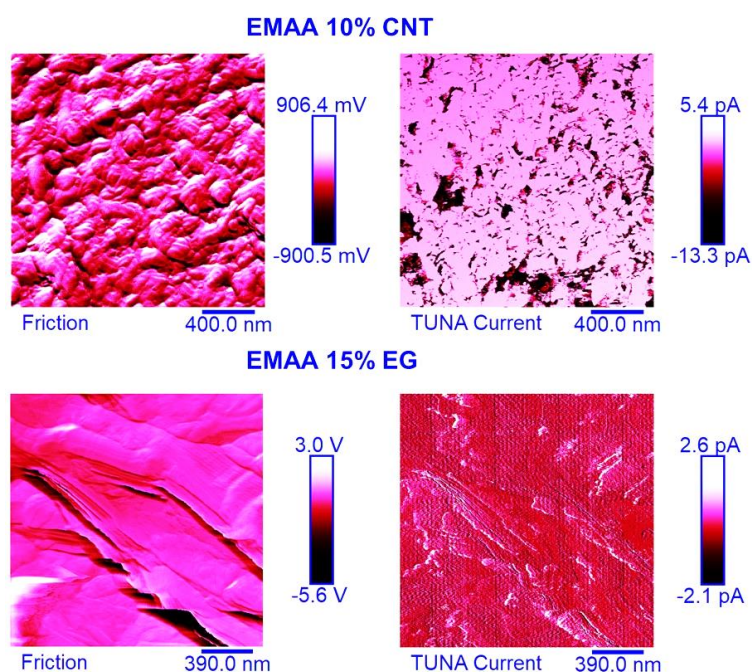 EMAA 10% CNT
906.4 mV
-900.5 mV
Friction
400.0 nm
5.4 pA
-13.3 pA
TUNA Current
400.0 nm
EMAA 15% EG
3.0 V
-5.6 V
Friction
390.0 nm
2.6 pA
-2.1 pA
TUNA Current
390.0 nm